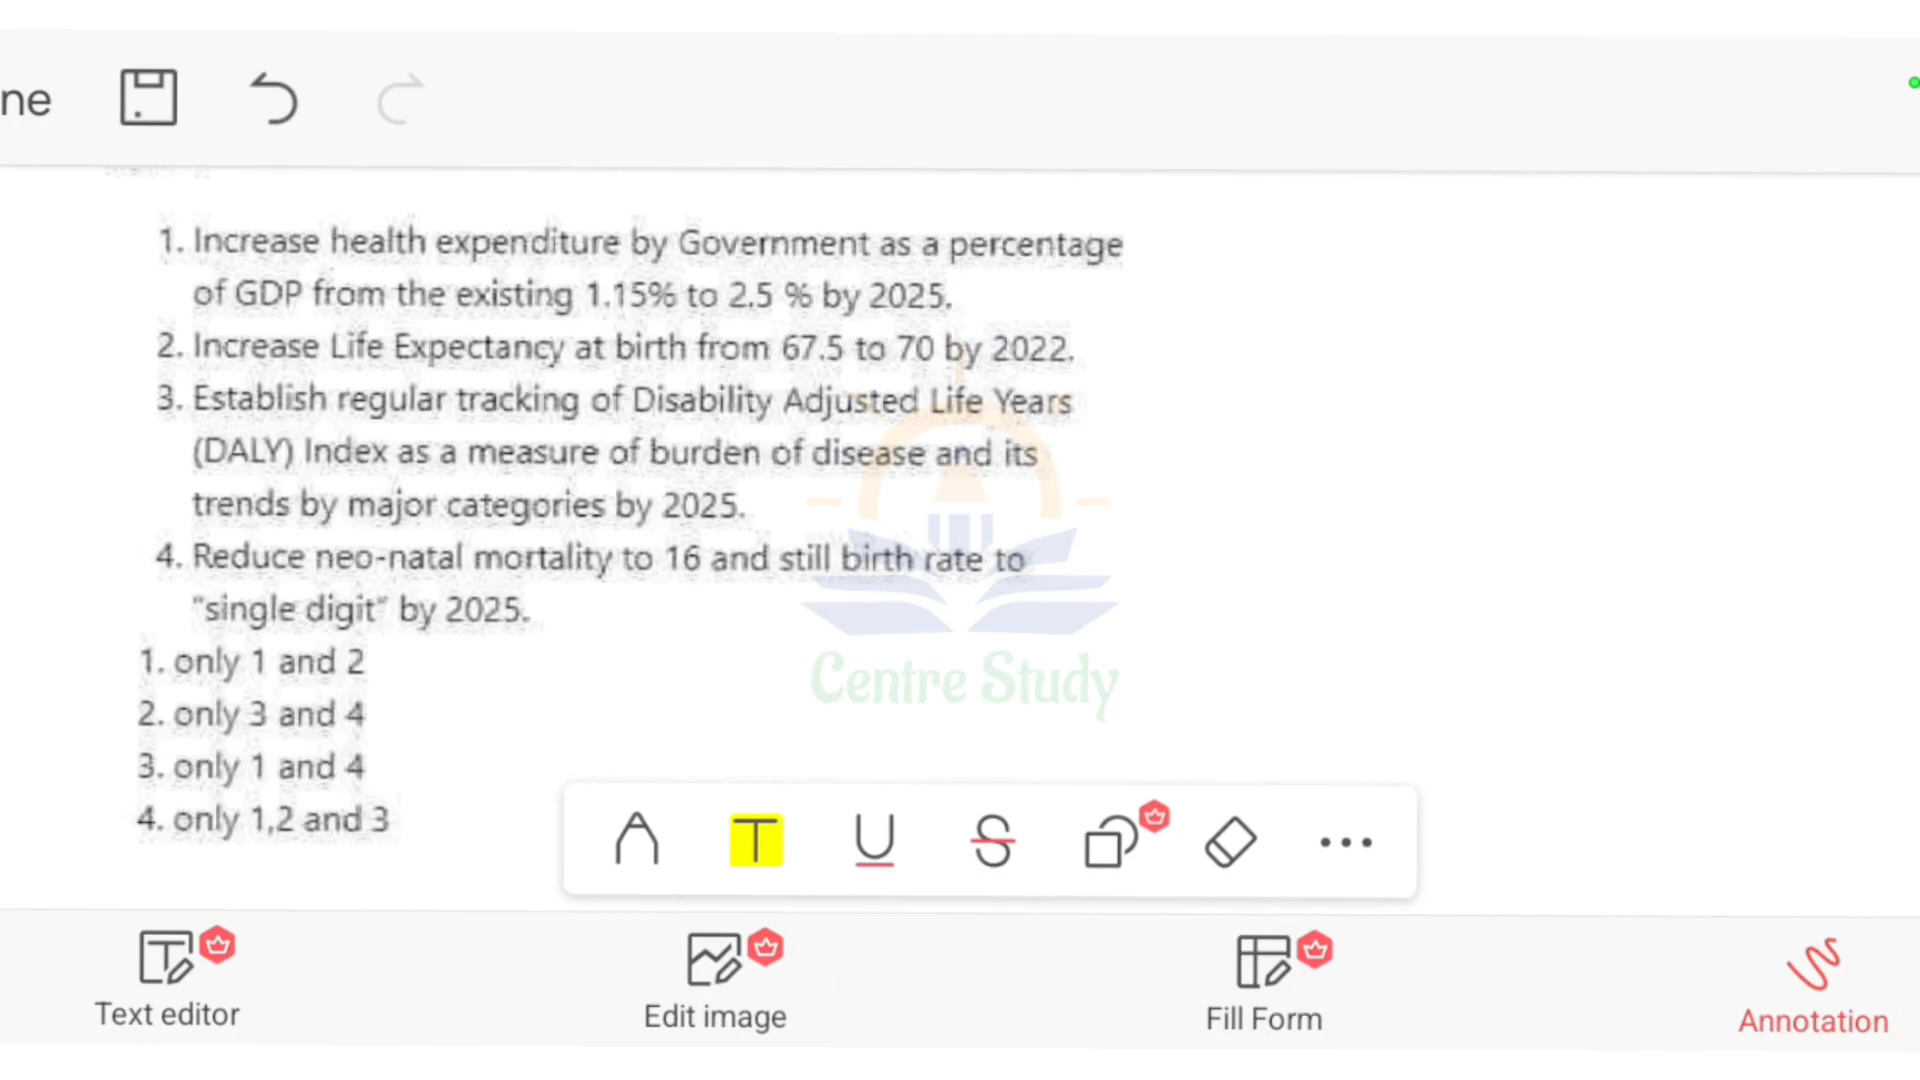 ne
1. Increase health expenditure by Government as a percentage
of GDP from the existing 1.15% to 2.5 % by 2025.
2. Increase Life Expectancy at birth from 67.5 to 70 by 2022.
3. Establish regular tracking of Disability Adjusted Life Years
(DALY) Index as a measure of burden of disease and its
trends by major categories by 2025.
4. Reduce neo-natal mortality to 16 and still birth rate to
"single digit" by 2025.
1. only 1 and 2
2. only 3 and 4
3. only 1 and 4
4. only 1,2 and 3
Centre Study
Text editor
Edit image
Fill Form
Annotation